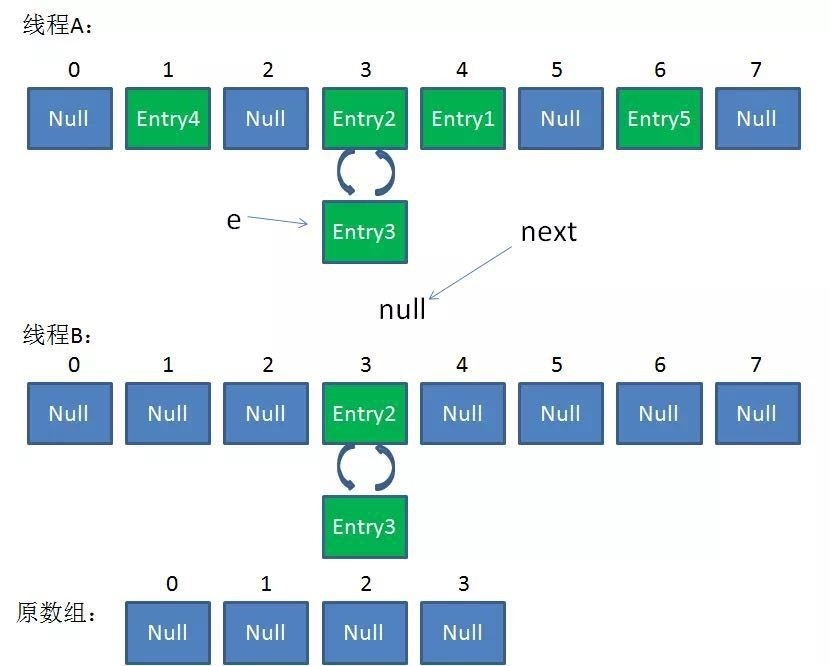 线程A：
0 1 2 3 4 5 6 7
Null Entry4 Null Entry2 Entry1 Null Entry5 Null
e Entry3 next
null
线程B：
0 1 2 3 4 5 6 7
Null Null Null Entry2 Null Null Null Null
Entry3
0 1 2 3
原数组： Null Null Null Null